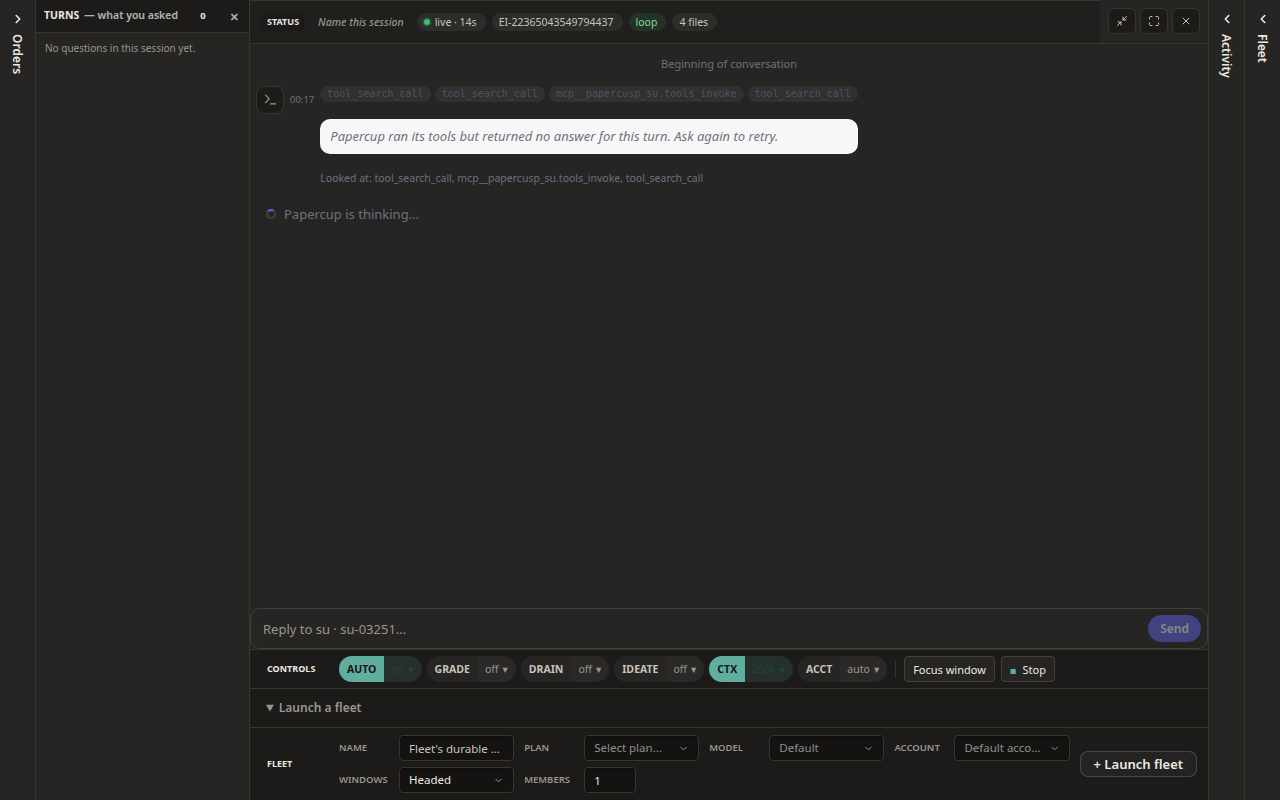 Orders
TURNS — what you asked 0
No questions in this session yet.
STATUS Name this session live · 14s EI-22365043549794437 loop 4 files
Beginning of conversation
00:17 tool_search_call tool_search_call mcp__papercusp_su.tools_invoke tool_search_call
Papercup ran its tools but returned no answer for this turn. Ask again to retry.
Looked at: tool_search_call, mcp__papercusp_su.tools_invoke, tool_search_call
Papercup is thinking...
Reply to su · su-03251... Send
CONTROLS AUTO on GRADE off DRAIN off IDEATE off CTX 250k ACCT auto Focus window Stop
Launch a fleet
FLEET
NAME Fleet's durable ... PLAN Select plan... MODEL Default ACCOUNT Default acco...
WINDOWS Headed MEMBERS 1
+ Launch fleet
Activity
Fleet